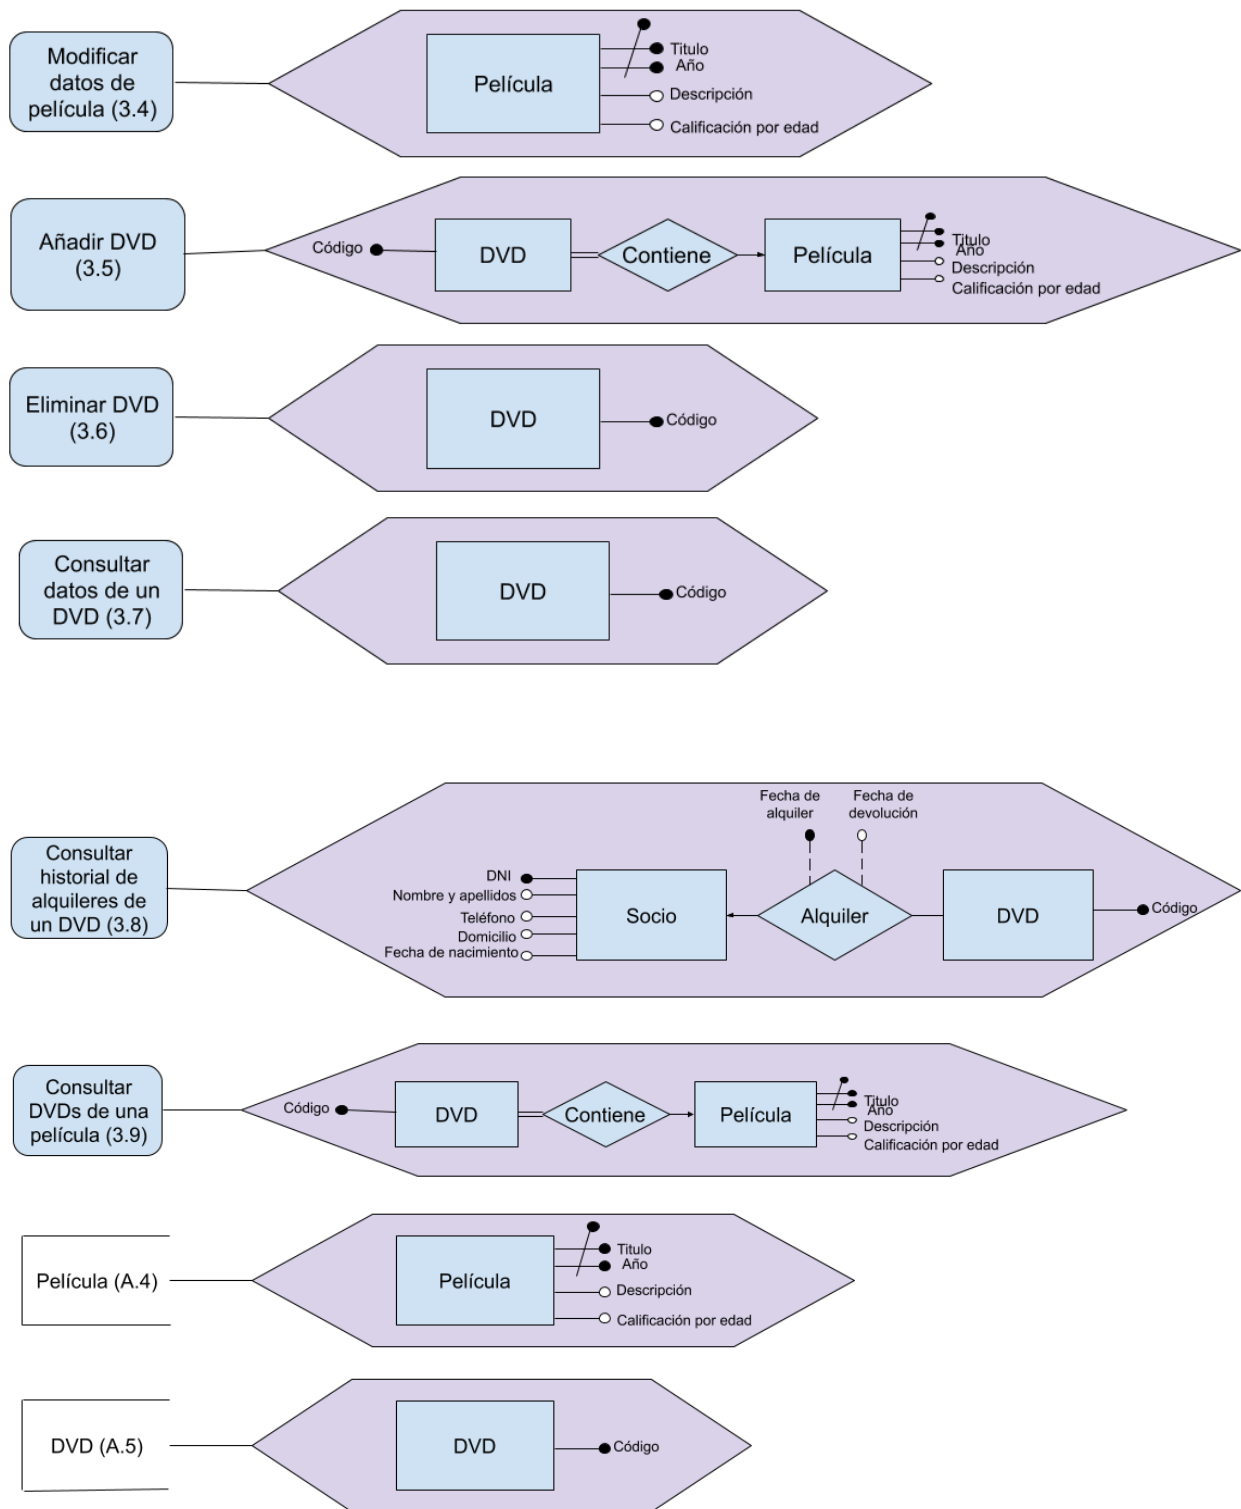 Modificar
datos de
película (3.4)
Película
Titulo
Año
Descripción
Calificación por edad
Añadir DVD
(3.5)
Código
DVD
Contiene
Película
Titulo
Año
Descripción
Calificación por edad
Eliminar DVD
(3.6)
DVD
Código
Consultar
datos de un
DVD (3.7)
DVD
Código
Consultar
historial de
alquileres de
un DVD (3.8)
DNI
Nombre y apellidos
Teléfono
Domicilio
Fecha de nacimiento
Socio
Fecha de
alquiler
Fecha de
devolución
Alquiler
DVD
Código
Consultar
DVDs de una
película (3.9)
Código
DVD
Contiene
Película
Titulo
Año
Descripción
Calificación por edad
Película (A.4)
Película
Titulo
Año
Descripción
Calificación por edad
DVD (A.5)
DVD
Código